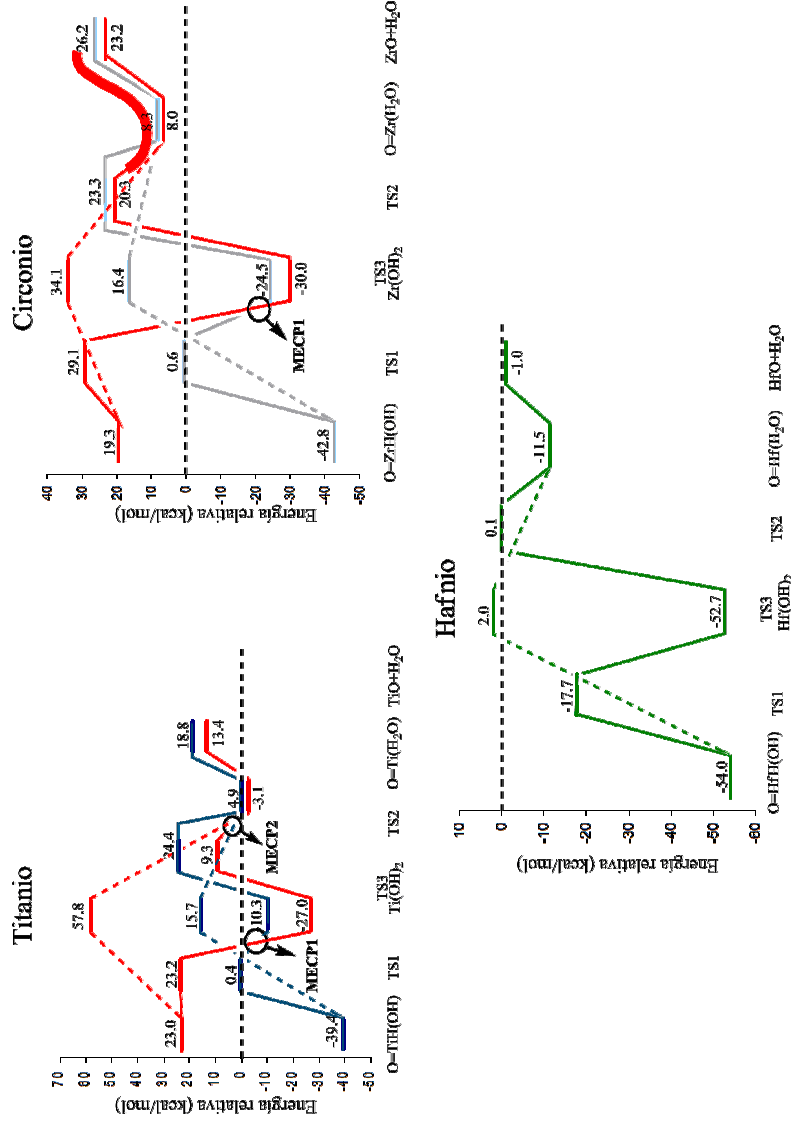 Titanio
Energía relativa (kcal/mol)
70
60
50
40
30
20
10
0
-10
-20
-30
-40
-50
23.0
-39.4
23.2
0.4
57.8
15.7
10.3
-27.0
24.4
9.3
4.9
-3.1
18.8
13.4
MECP1
MECP2
O=TiH(OH)
TS1
TS3
Ti(OH)2
TS2
O=Ti(H2O)
TiO+H2O
Circonio
Energía relativa (kcal/mol)
40
30
20
10
0
-10
-20
-30
-40
-50
19.3
-42.8
29.1
0.6
34.1
16.4
-24.5
-30.0
23.3
20.3
8.3
8.0
26.2
23.2
MECP1
O=ZrH(OH)
TS1
TS3
Zr(OH)2
TS2
O=Zr(H2O)
ZrO+H2O
Hafnio
Energía relativa (kcal/mol)
10
0
-10
-20
-30
-40
-50
-60
-54.0
-17.7
2.0
-52.7
0.1
-11.5
-1.0
O=HfH(OH)
TS1
TS3
Hf(OH)2
TS2
O=Hf(H2O)
HfO+H2O